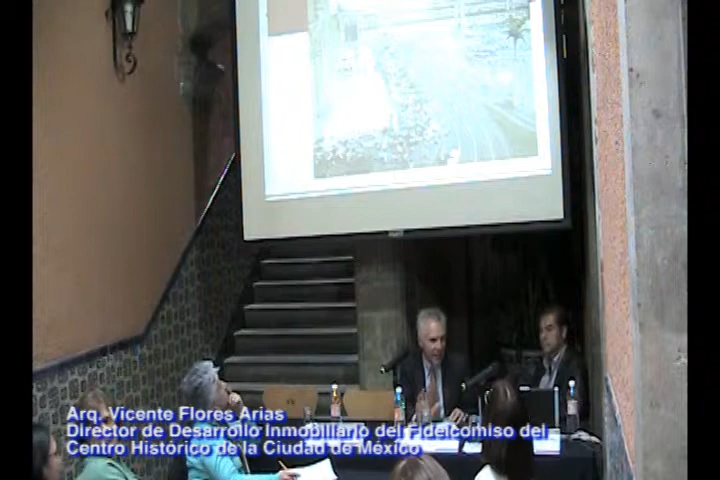 Arq. Vicente Flores Arias
Director de Desarrollo Inmobiliario del Fideicomiso del
Centro Histórico de la Ciudad de México